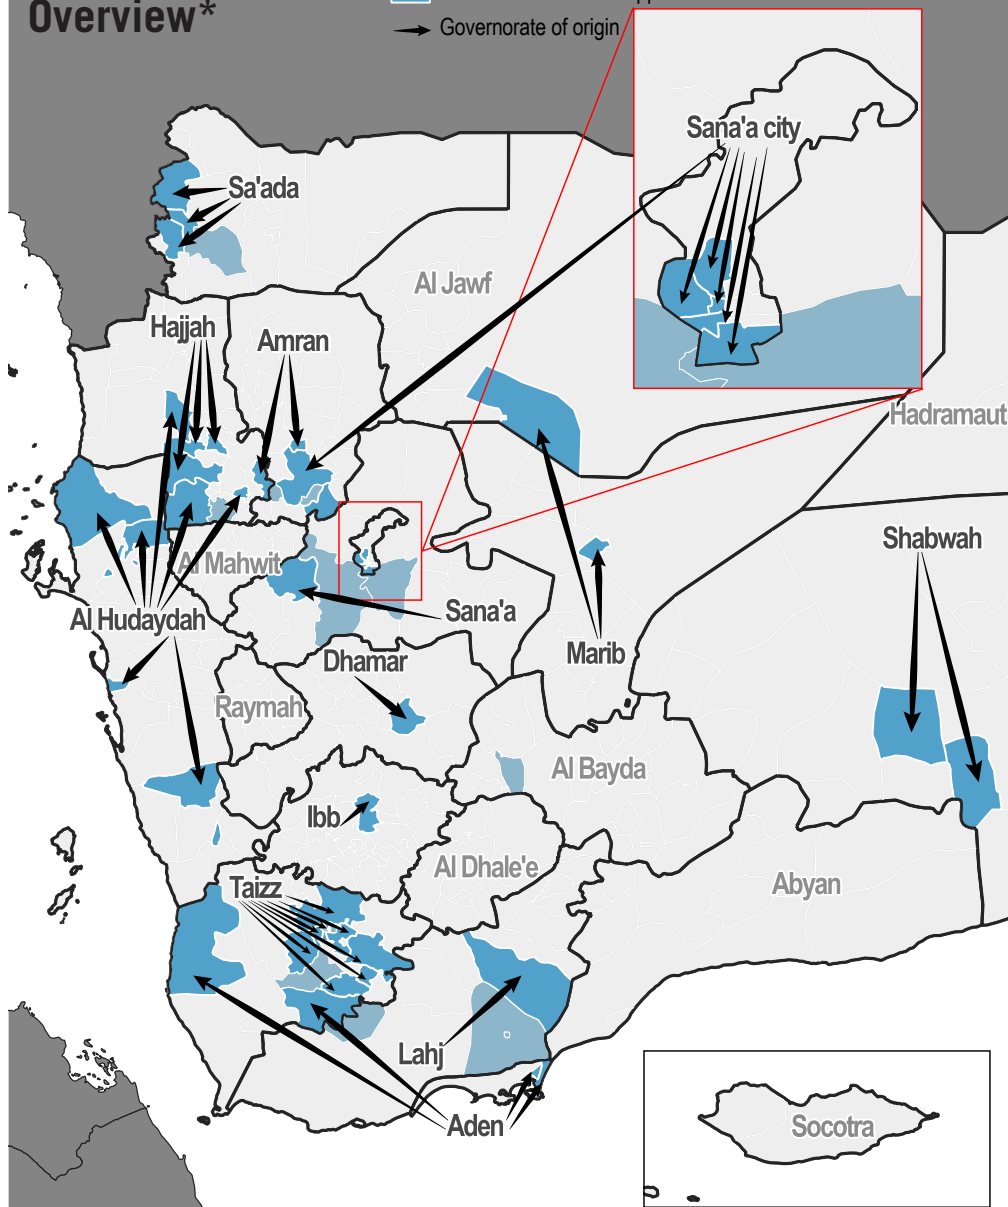 Overview*
Governorate of origin
Sana'a city
Sa'ada
Al Jawf
Hajjah
Amran
Hadramaut
Shabwah
Al Mahwit
Al Hudaydah
Sana'a
Marib
Dhamar
Raymah
Al Bayda
Ibb
Al Dhale'e
Taizz
Abyan
Lahj
Aden
Socotra